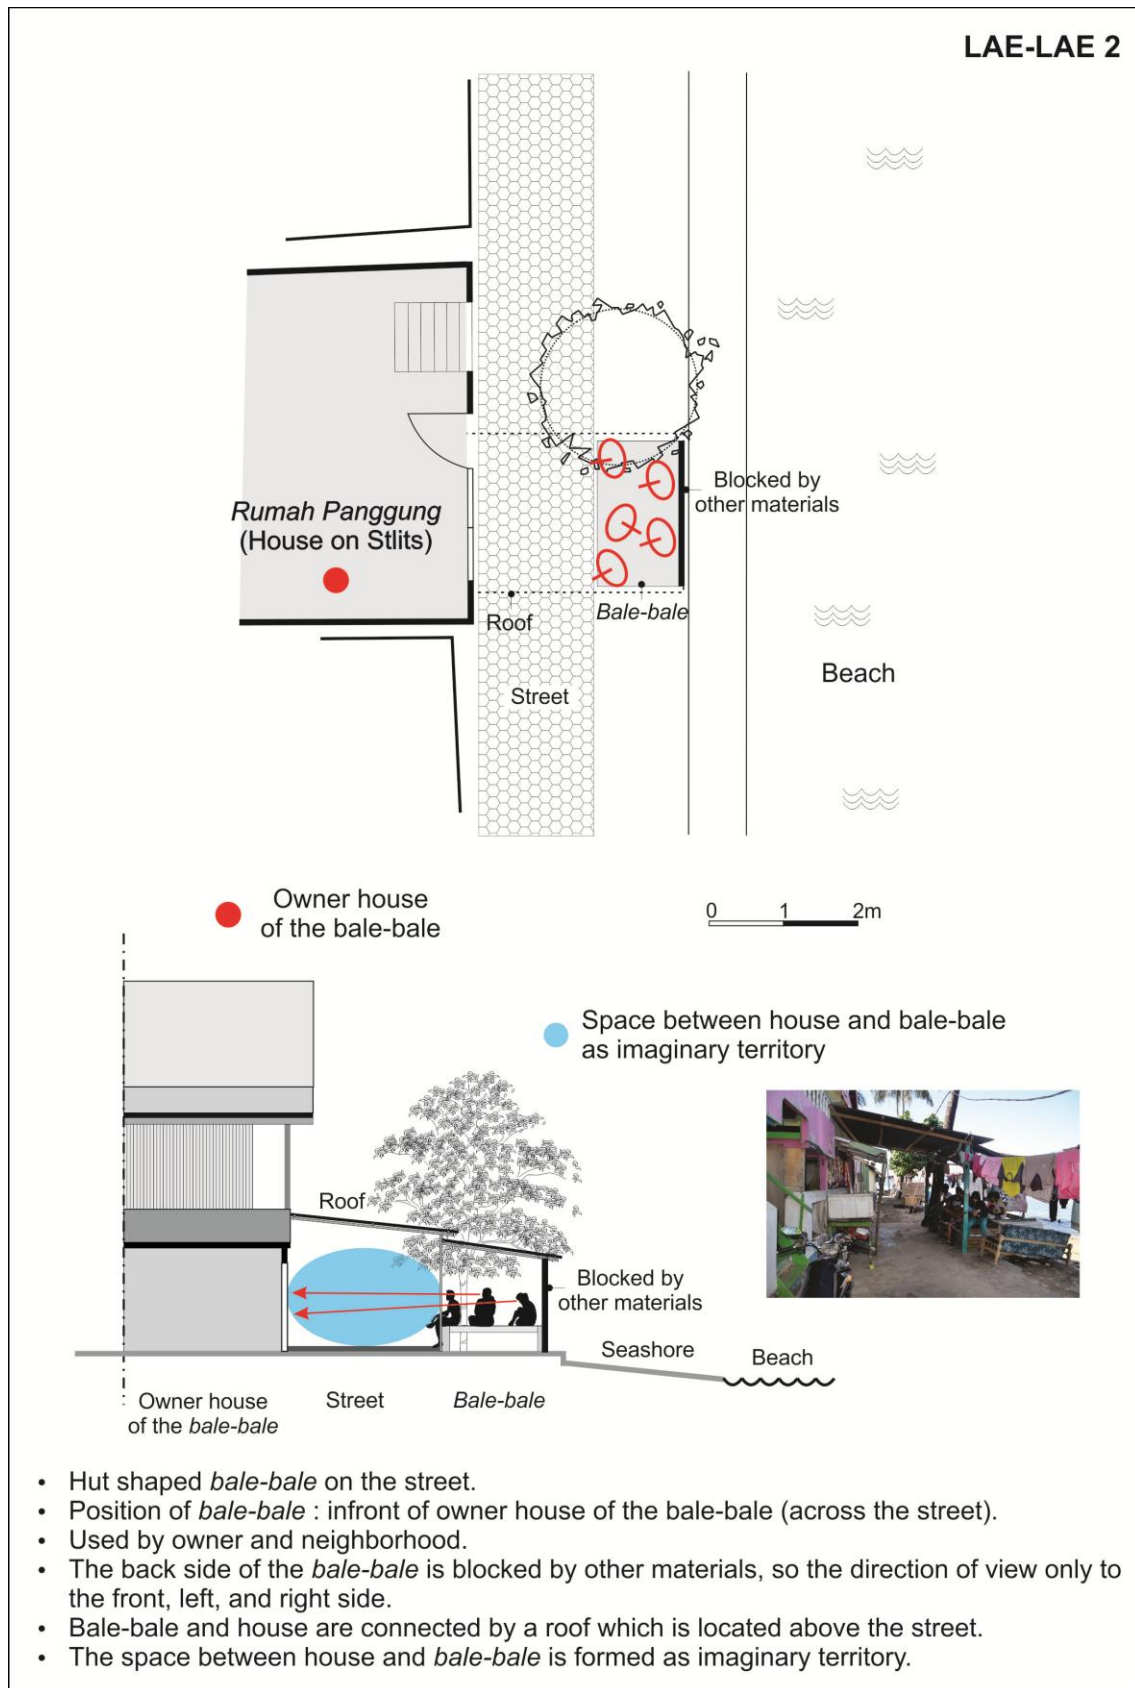 LAE-LAE 2
Blocked by
other materials
Rumah Panggung
(House on Stlits)
Roof
Bale-bale
Street
Beach
Owner house
of the bale-bale
0 1 2m
Space between house and bale-bale
as imaginary territory
Roof
Blocked by
other materials
Seashore
Beach
Owner house
of the bale-bale
Street
Bale-bale
• Hut shaped bale-bale on the street.
• Position of bale-bale : infront of owner house of the bale-bale (across the street).
• Used by owner and neighborhood.
• The back side of the bale-bale is blocked by other materials, so the direction of view only to
the front, left, and right side.
• Bale-bale and house are connected by a roof which is located above the street.
• The space between house and bale-bale is formed as imaginary territory.